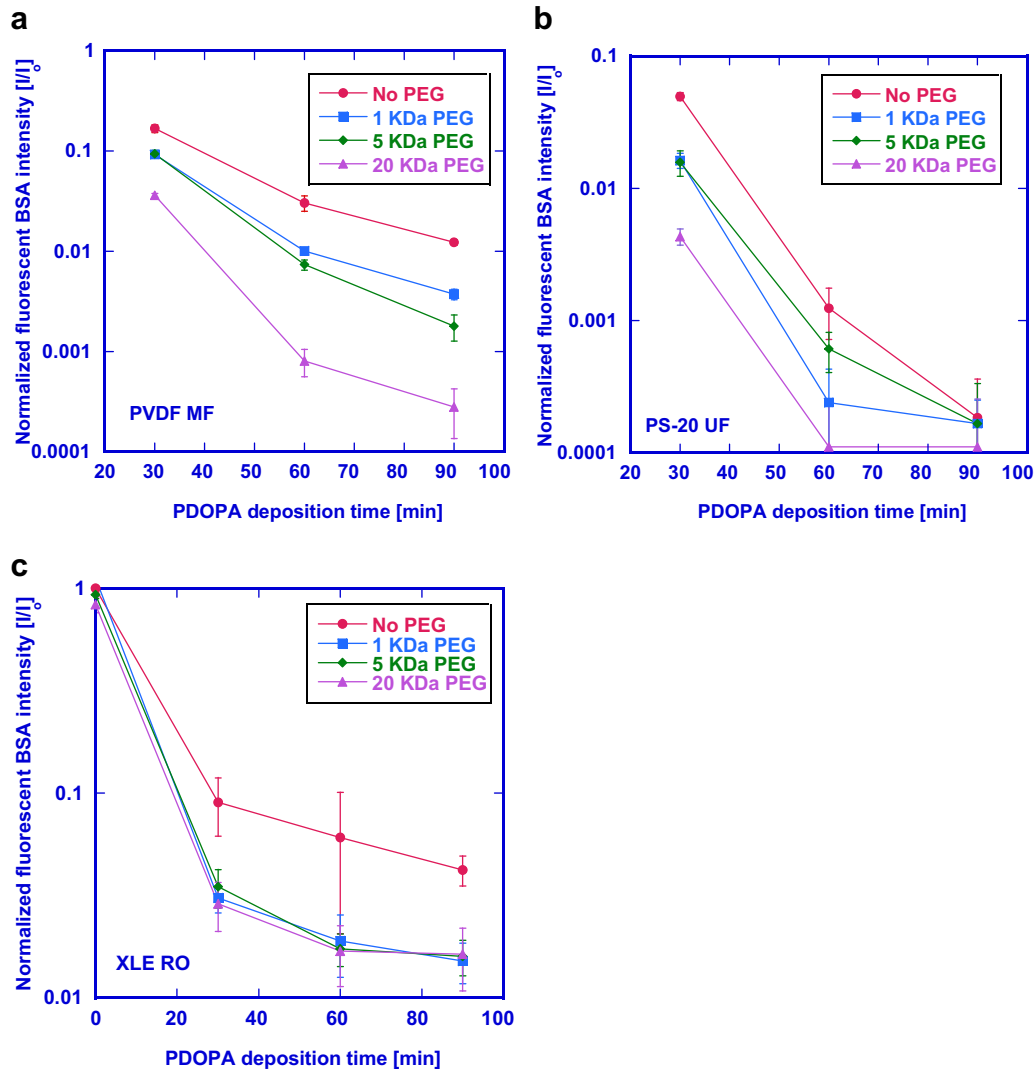 a
Normalized fluorescent BSA intensity [I/I_o]
1
0.1
0.01
0.001
0.0001
No PEG
1 KDa PEG
5 KDa PEG
20 KDa PEG
PVDF MF
20 30 40 50 60 70 80 90 100
PDOPA deposition time [min]
b
Normalized fluorescent BSA intensity [I/I_o]
0.1
0.01
0.001
0.0001
No PEG
1 KDa PEG
5 KDa PEG
20 KDa PEG
PS-20 UF
20 30 40 50 60 70 80 90 100
PDOPA deposition time [min]
c
Normalized fluorescent BSA intensity [I/I_o]
1
0.1
0.01
No PEG
1 KDa PEG
5 KDa PEG
20 KDa PEG
XLE RO
0 20 40 60 80 100
PDOPA deposition time [min]